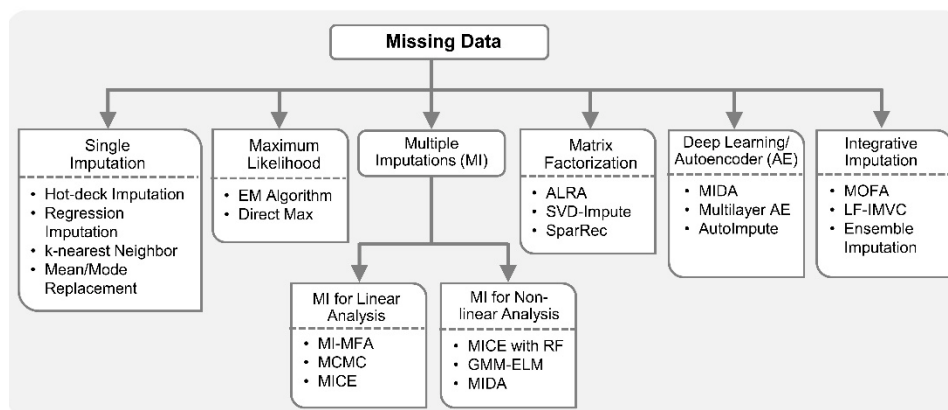 Missing Data
Single
Imputation
• Hot-deck Imputation
• Regression
Imputation
• k-nearest Neighbor
• Mean/Mode
Replacement
Maximum
Likelihood
• EM Algorithm
• Direct Max
Multiple
Imputations (MI)
Matrix
Factorization
• ALRA
• SVD-Impute
• SparRec
Deep Learning/
Autoencoder (AE)
• MIDA
• Multilayer AE
• AutoImpute
Integrative
Imputation
• MOFA
• LF-IMVC
• Ensemble
Imputation
MI for Linear
Analysis
• MI-MFA
• MCMC
• MICE
MI for Non-
linear Analysis
• MICE with RF
• GMM-ELM
• MIDA